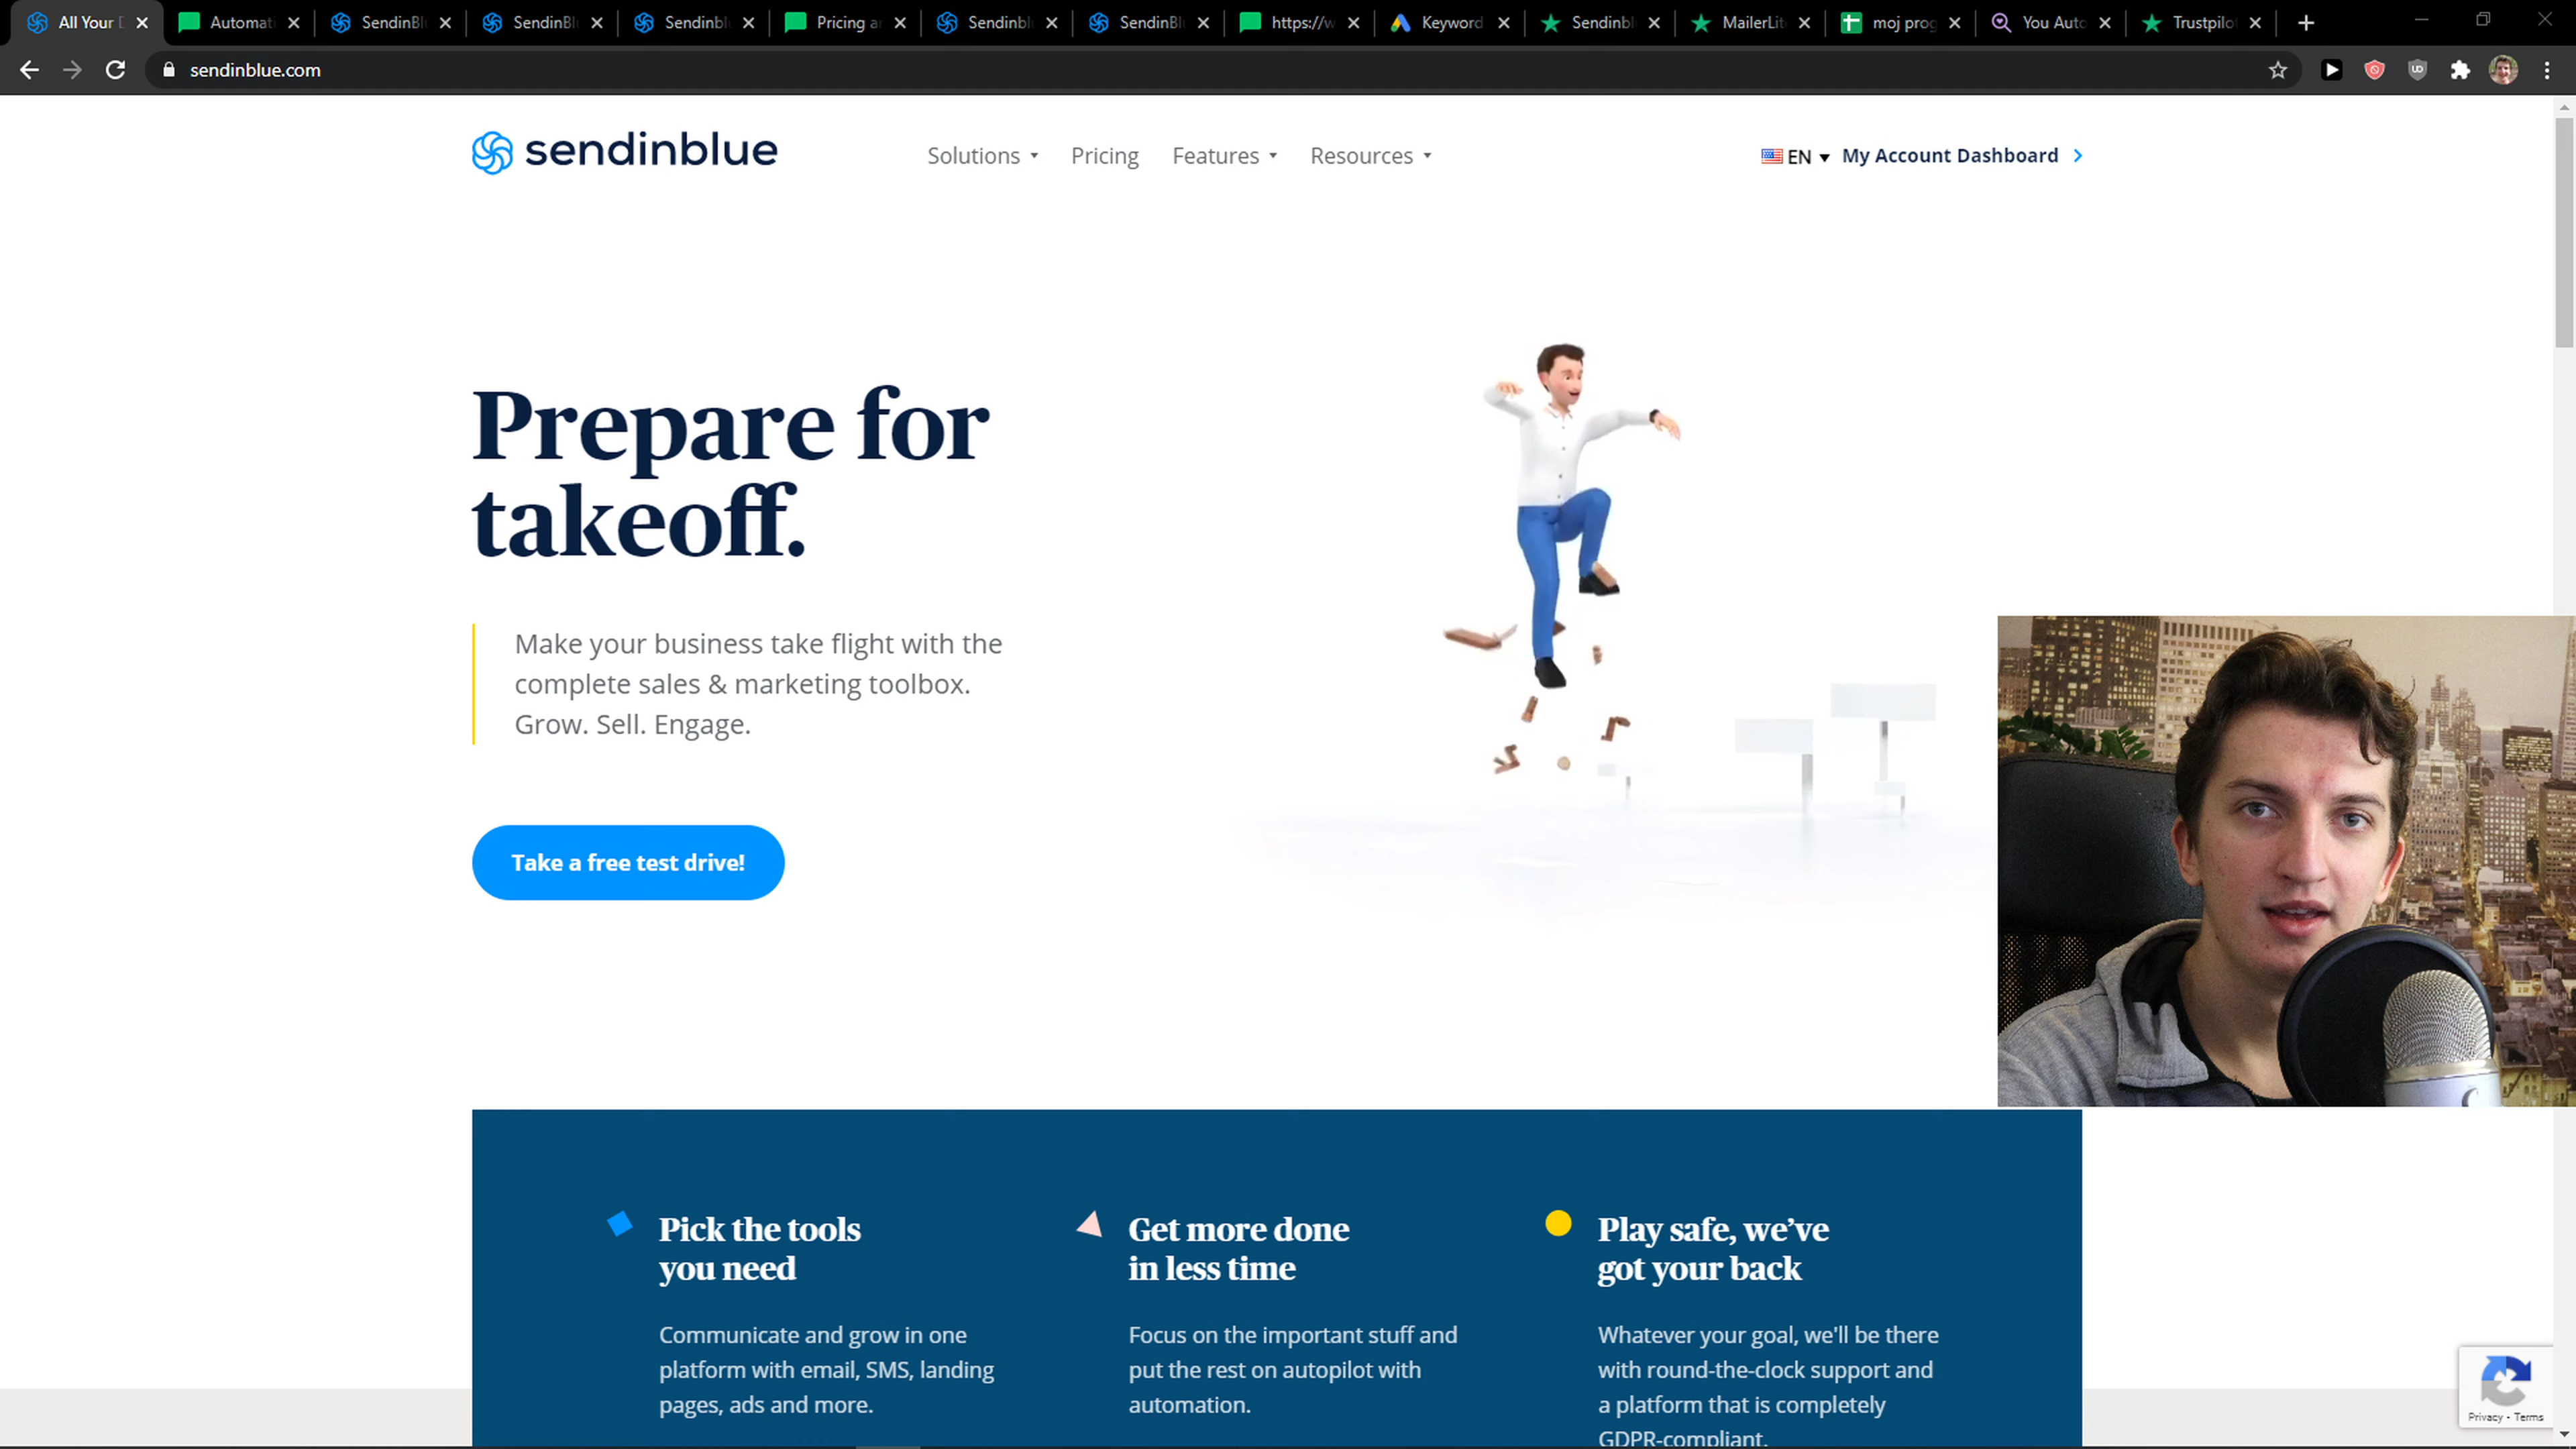 All Your D
Automat
SendinBl
SendinBl
Sendinbl
Pricing a
Sendinbl
SendinBl
https://w
Keyword
Sendinbl
MailerLit
moj prog
You Auto
Trustpilo
sendinblue.com
sendinblue
Solutions
Pricing
Features
Resources
EN
My Account Dashboard
Prepare for
takeoff.
Make your business take flight with the
complete sales & marketing toolbox.
Grow. Sell. Engage.
Take a free test drive!
Pick the tools
you need
Communicate and grow in one
platform with email, SMS, landing
pages, ads and more.
Get more done
in less time
Focus on the important stuff and
put the rest on autopilot with
automation.
Play safe, we've
got your back
Whatever your goal, we'll be there
with round-the-clock support and
a platform that is completely
GDPR-compliant.
Privacy - Terms